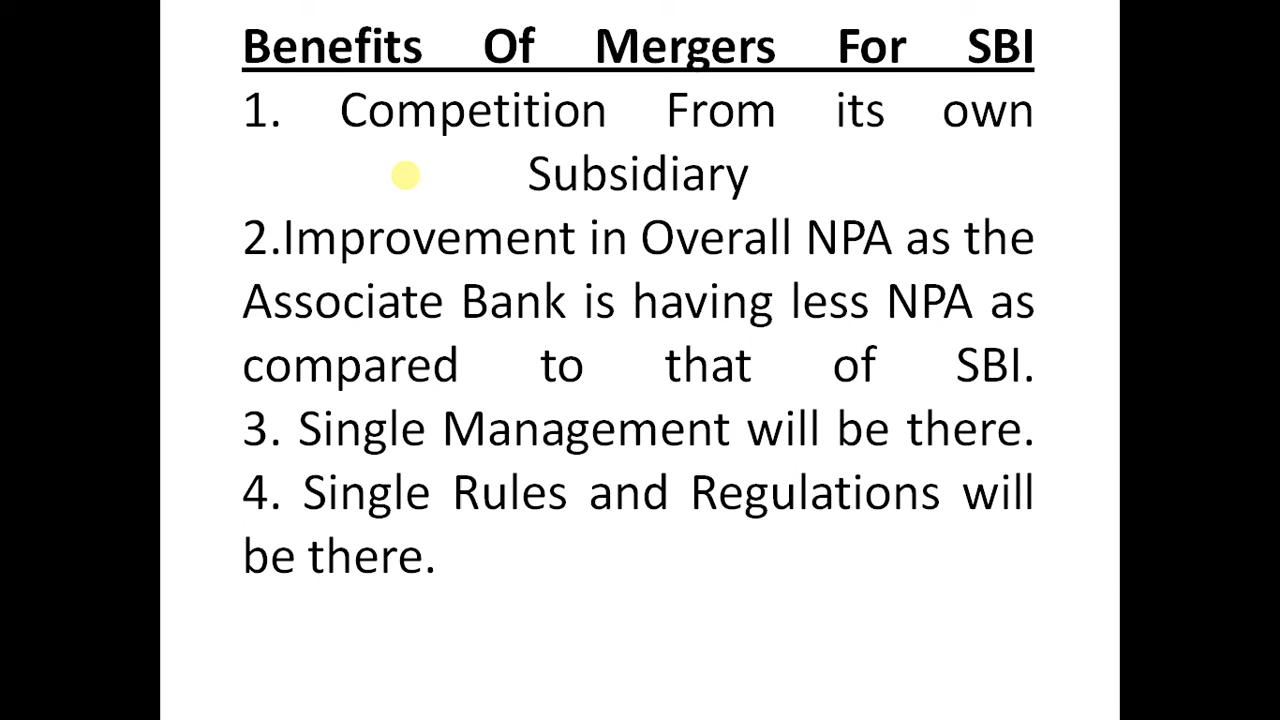 Benefits Of Mergers For SBI
1. Competition From its own
Subsidiary
2.Improvement in Overall NPA as the
Associate Bank is having less NPA as
compared to that of SBI.
3. Single Management will be there.
4. Single Rules and Regulations will
be there.